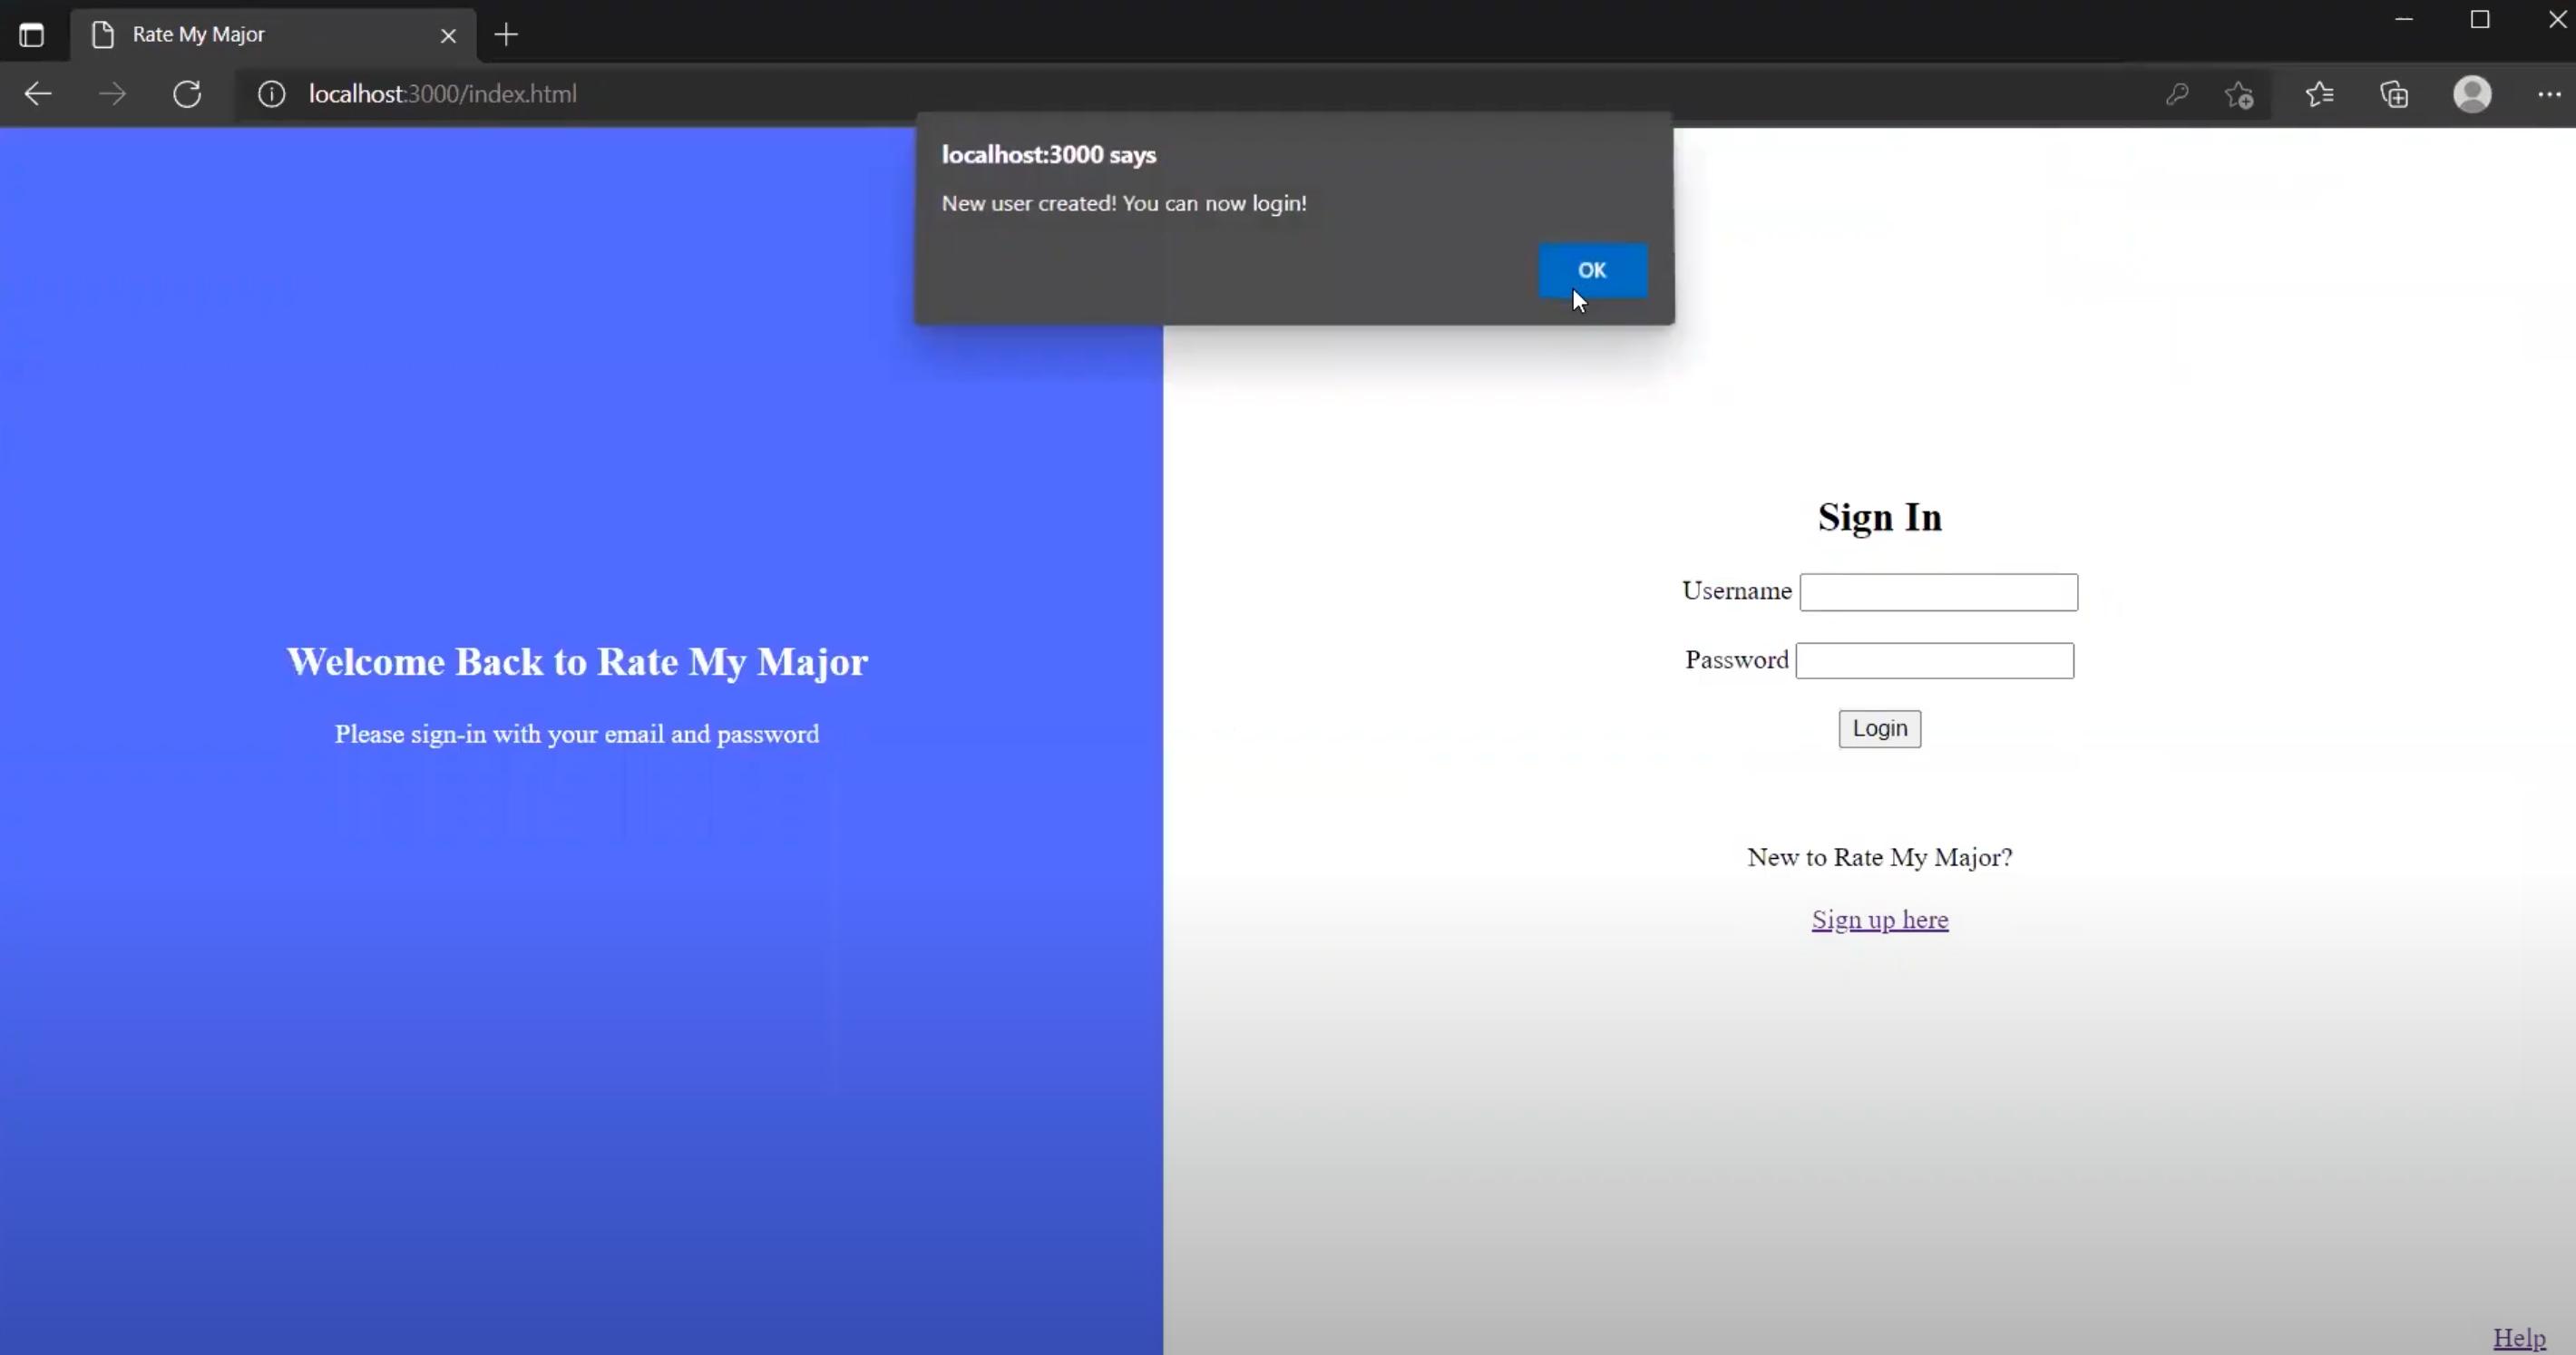 Rate My Major
localhost:3000/index.html
localhost:3000 says
New user created! You can now login!
OK
Welcome Back to Rate My Major
Please sign-in with your email and password
Sign In
Username
Password
Login
New to Rate My Major?
Sign up here
Help